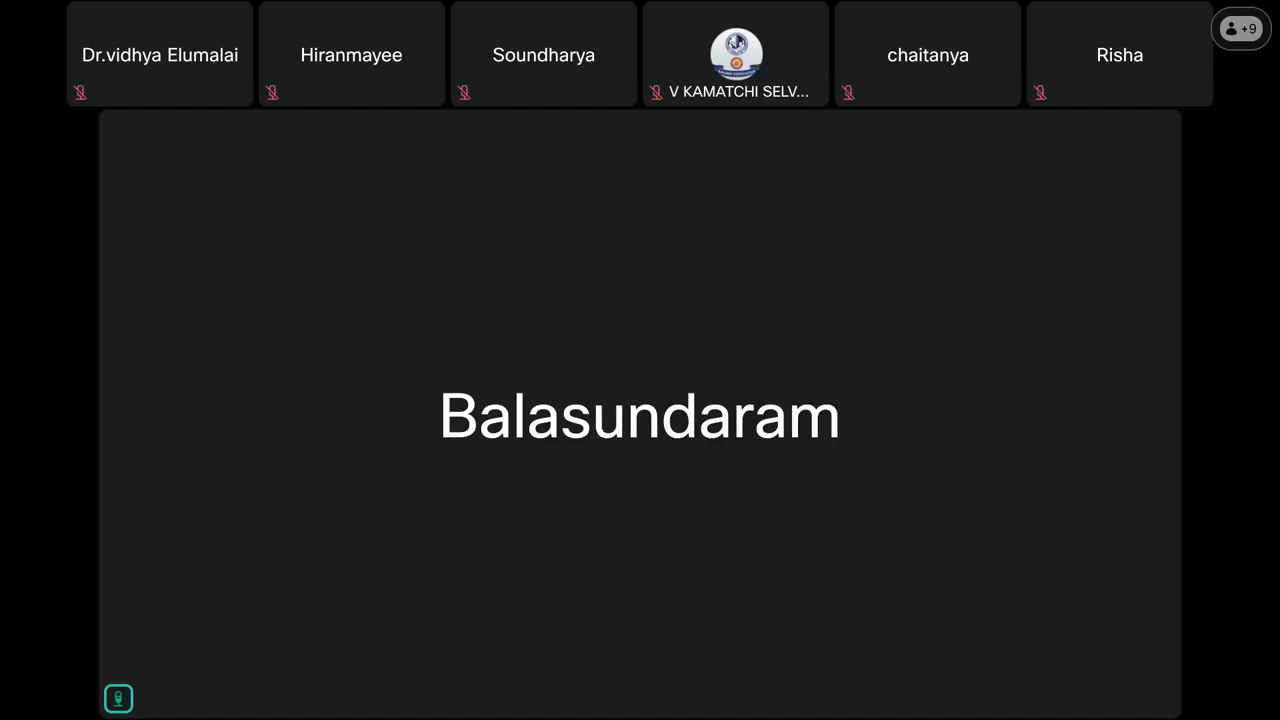 Dr.vidhya Elumalai
Hiranmayee
Soundharya
V KAMATCHI SELV...
chaitanya
Risha
+9
Balasundaram